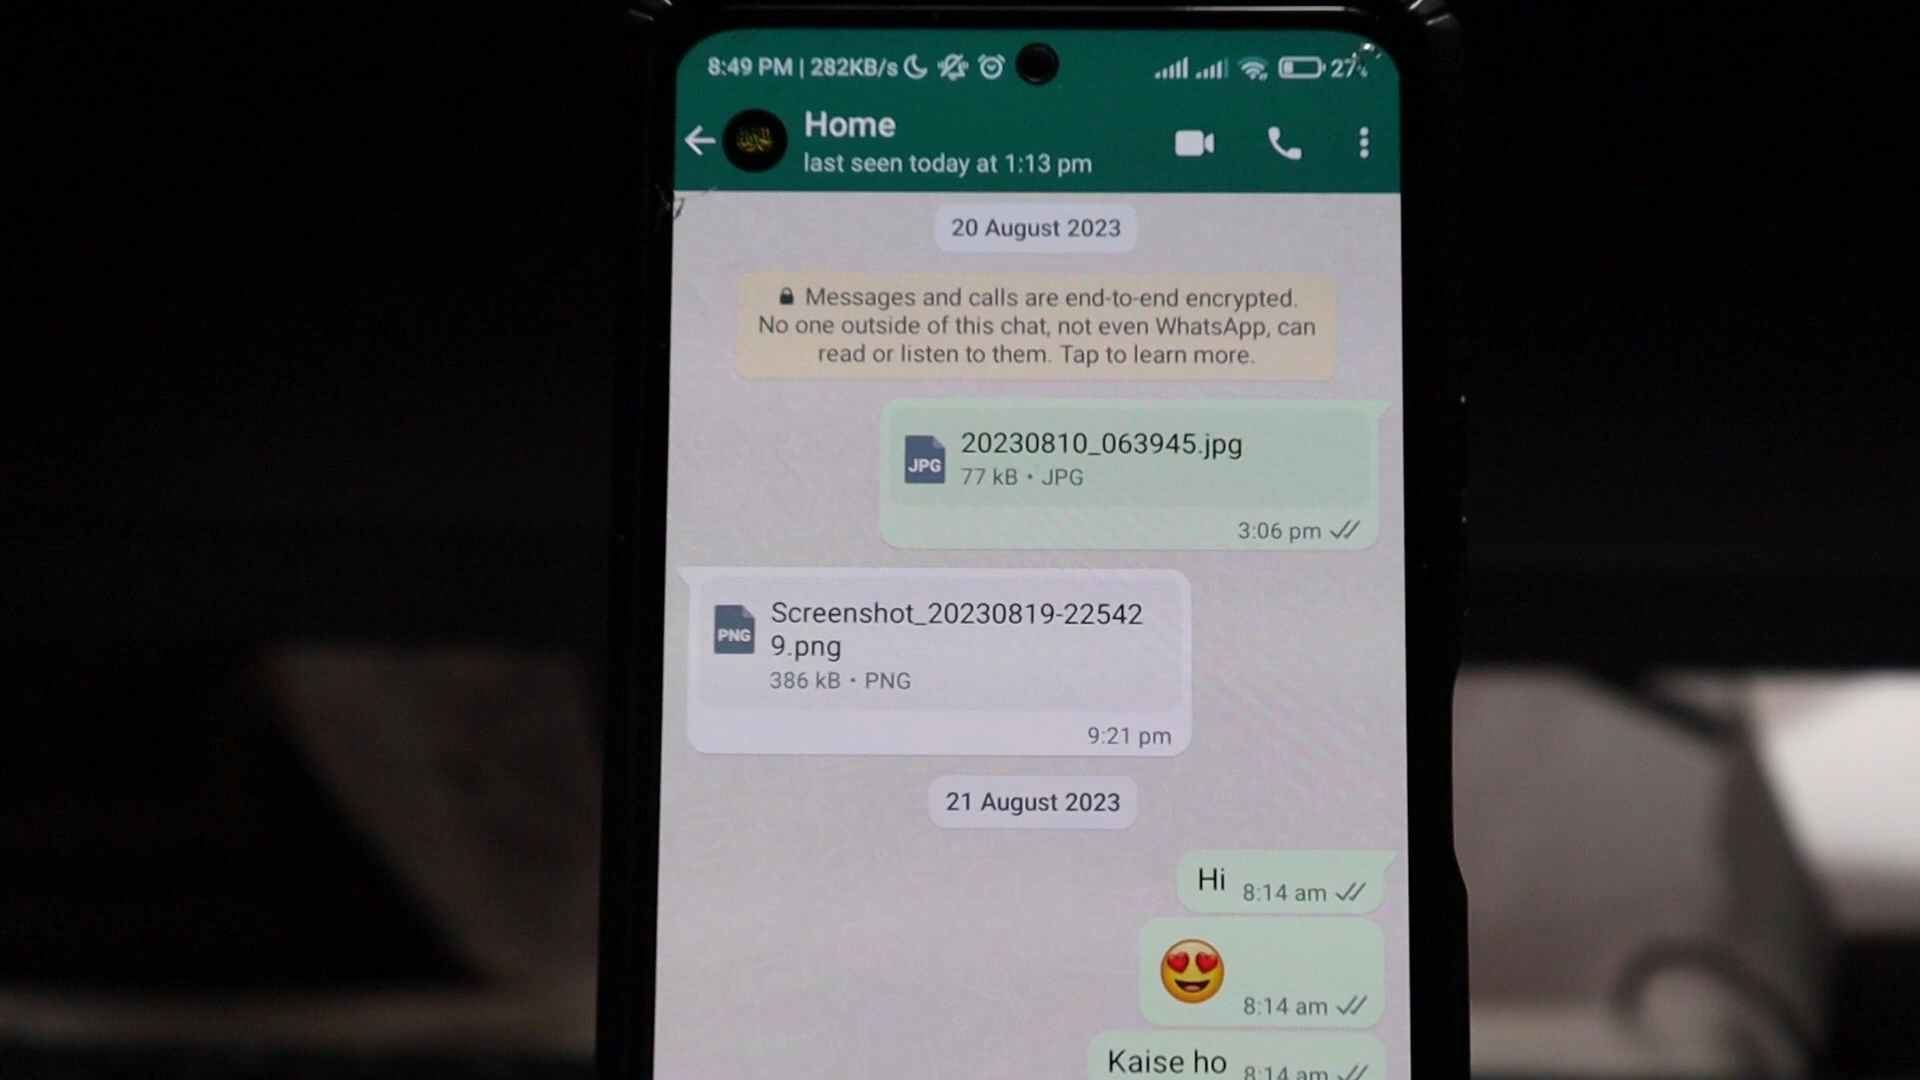 8:49 PM | 282KB/s 27%
Home
last seen today at 1:13 pm
20 August 2023
Messages and calls are end-to-end encrypted.
No one outside of this chat, not even WhatsApp, can
read or listen to them. Tap to learn more.
JPG
20230810_063945.jpg
77 kB • JPG
3:06 pm
PNG
Screenshot_20230819-22542
9.png
386 kB • PNG
9:21 pm
21 August 2023
Hi 8:14 am
8:14 am
Kaise ho 8:14 am